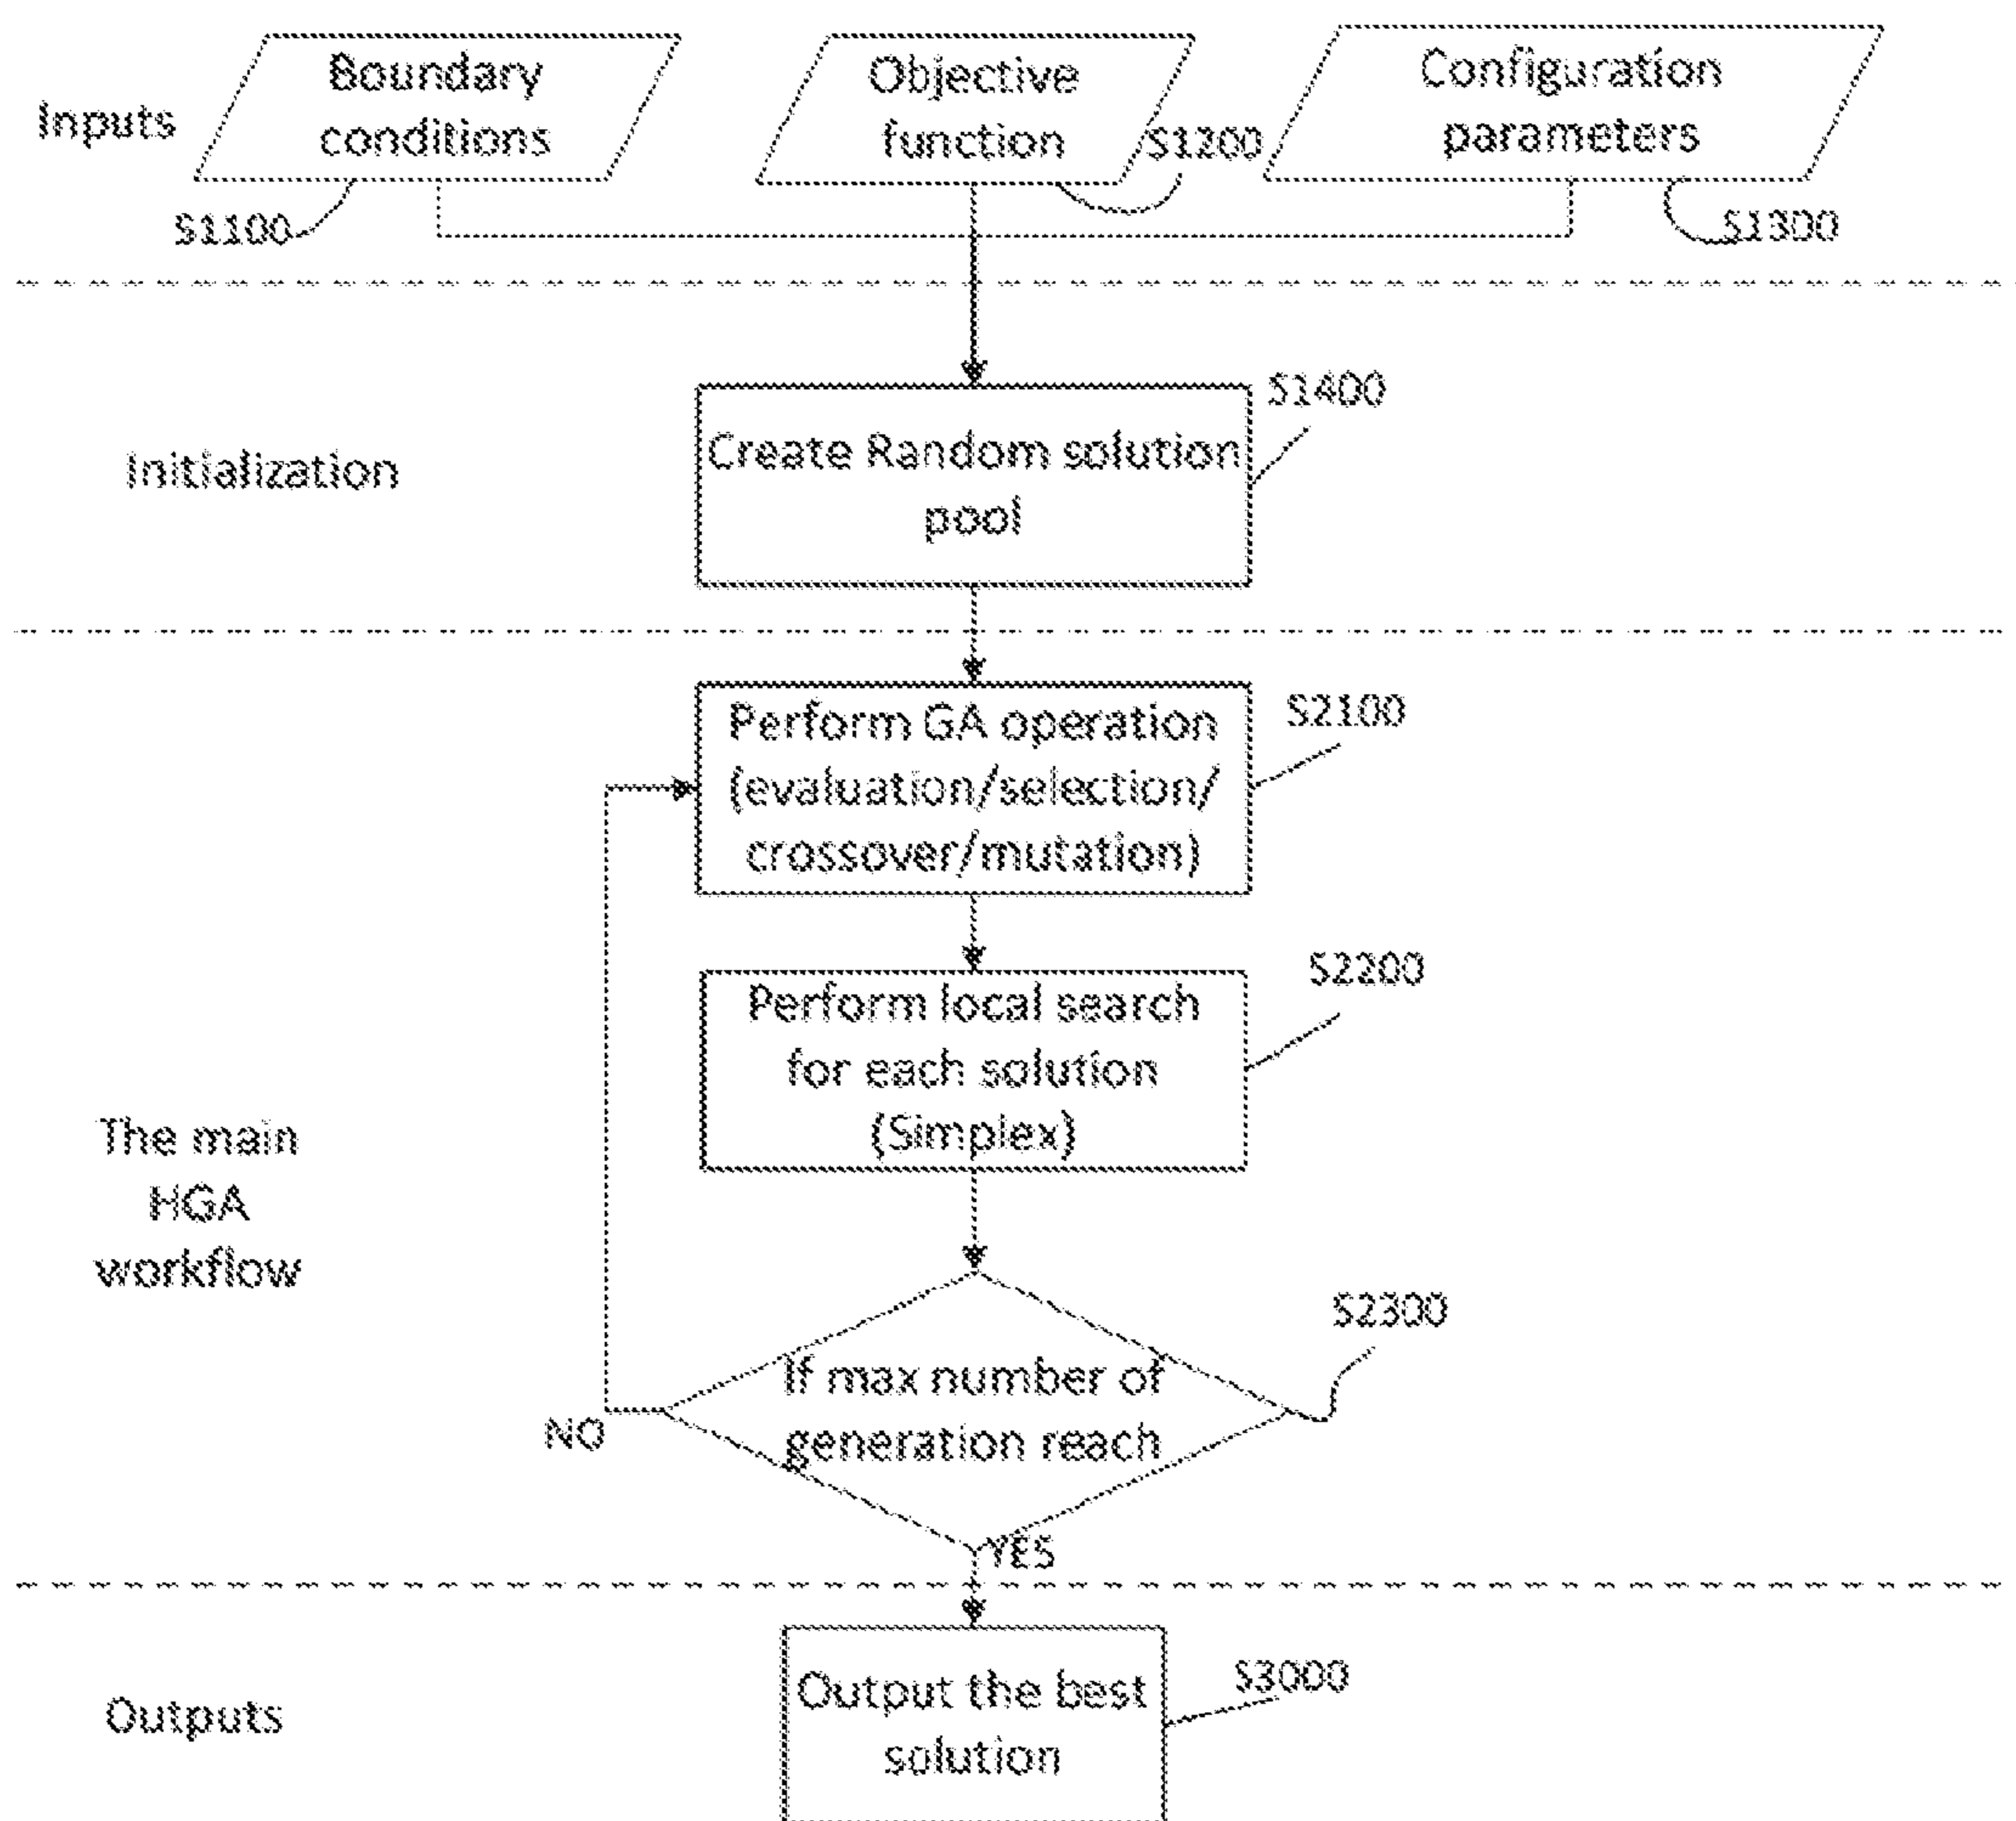 Inputs
Boundary
conditions
Objective
function
Configuration
parameters
S1100
S1200
S1300
Initialization
Create Random solution
pool
S1400
The main
HGA
workflow
Perform GA operation
(evaluation/selection/
crossover/mutation)
S2100
Perform local search
for each solution
(Simplex)
S2200
If max number of
generation reach
S2300
NO
YES
Outputs
Output the best
solution
S3000